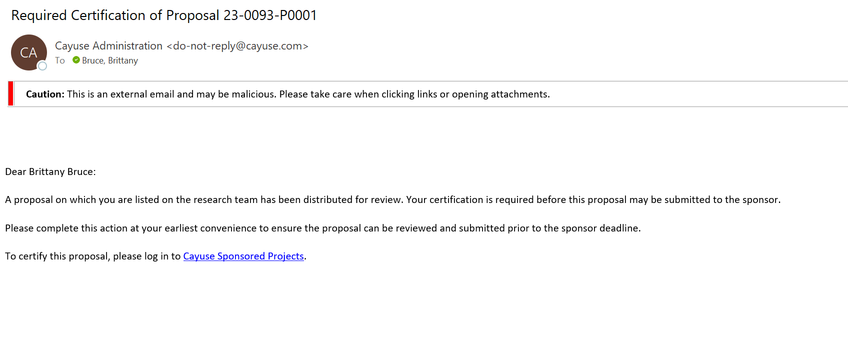 Required Certification of Proposal 23-0093-P0001
CA
Cayuse Administration <do-not-reply@cayuse.com>
To Bruce, Brittany
Caution: This is an external email and may be malicious. Please take care when clicking links or opening attachments.
Dear Brittany Bruce:
A proposal on which you are listed on the research team has been distributed for review. Your certification is required before this proposal may be submitted to the sponsor.
Please complete this action at your earliest convenience to ensure the proposal can be reviewed and submitted prior to the sponsor deadline.
To certify this proposal, please log in to Cayuse Sponsored Projects.